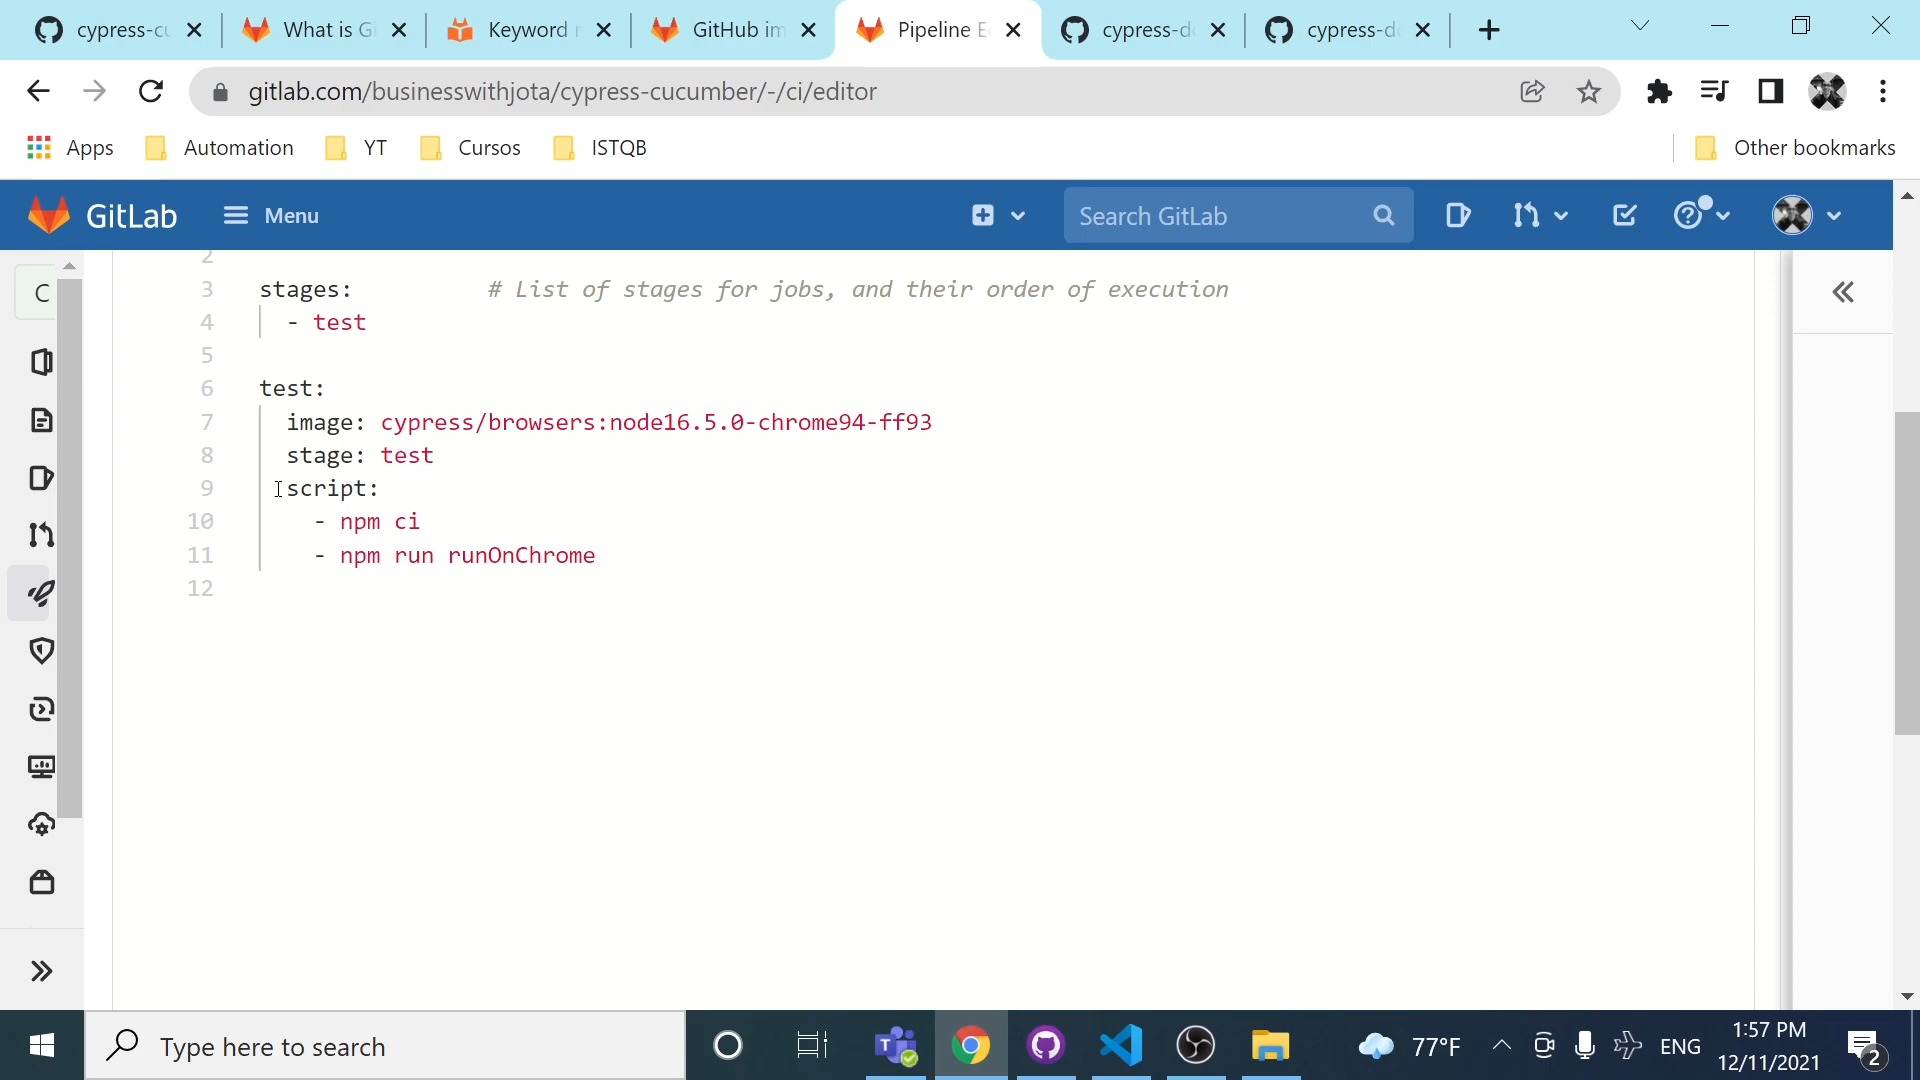 cypress-cu
What is Gi
Keyword r
GitHub im
Pipeline E
cypress-do
cypress-do
gitlab.com/businesswithjota/cypress-cucumber/-/ci/editor
Apps
Automation
YT
Cursos
ISTQB
Other bookmarks
GitLab
Menu
Search GitLab
C
2
3 stages: # List of stages for jobs, and their order of execution
4 - test
5
6 test:
7 image: cypress/browsers:node16.5.0-chrome94-ff93
8 stage: test
9 script:
10 - npm ci
11 - npm run runOnChrome
12
Type here to search
77°F
ENG
1:57 PM
12/11/2021
2